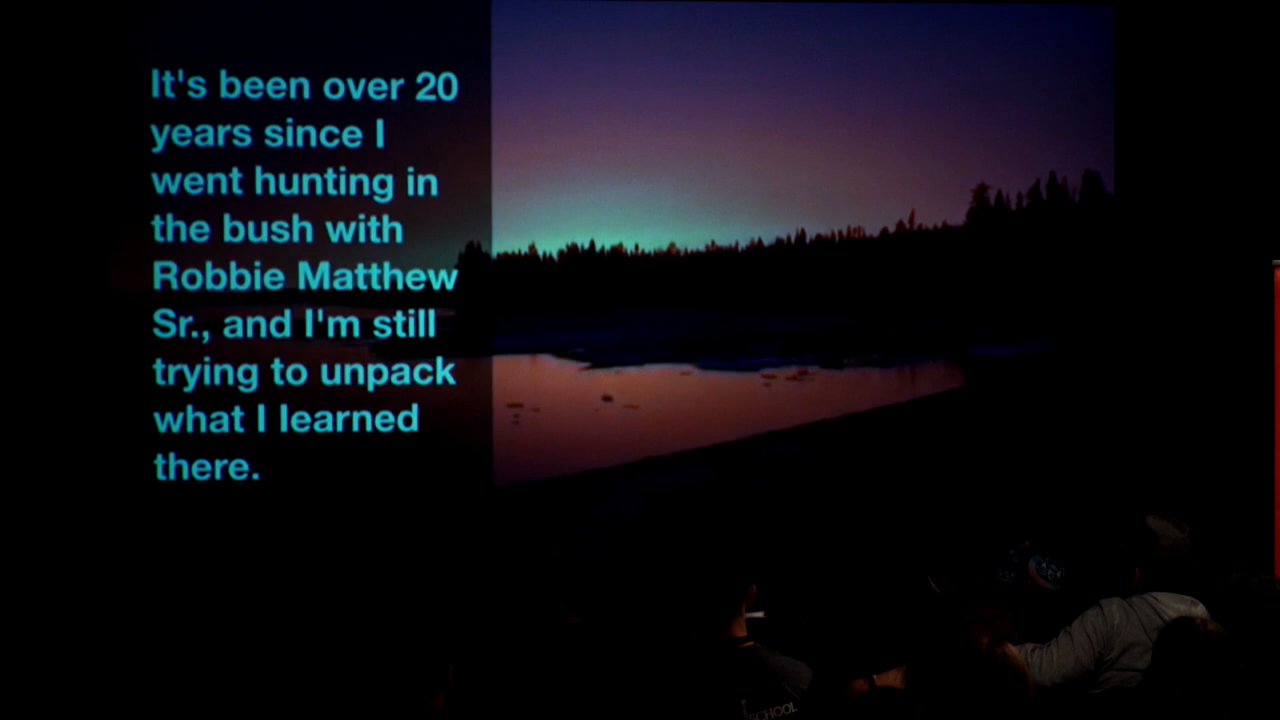 It's been over 20
years since I
went hunting in
the bush with
Robbie Matthew
Sr., and I'm still
trying to unpack
what I learned
there.
SCHOOL